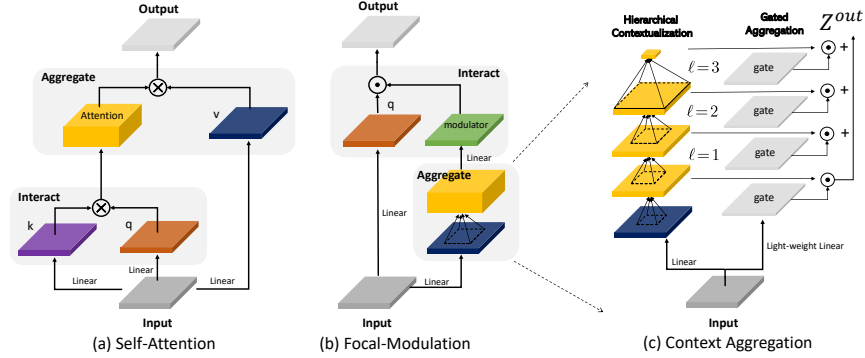 Output
Aggregate
Attention
v
Interact
k
q
Linear
Linear
Linear
Input
(a) Self-Attention
Output
Interact
q
modulator
Linear
Aggregate
Linear
Linear
Input
(b) Focal-Modulation
Hierarchical
Contextualization
Gated
Aggregation
Z^{out}
+
ℓ=3
gate
+
ℓ=2
gate
+
ℓ=1
gate
gate
Linear
Light-weight Linear
Input
(c) Context Aggregation